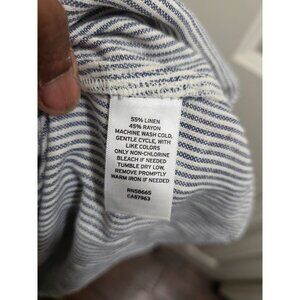 55% LINEN
45% RAYON
MACHINE WASH COLD,
GENTLE CYCLE, WITH
LIKE COLORS
ONLY NON-CHLORINE
BLEACH IF NEEDED
TUMBLE DRY LOW,
REMOVE PROMPTLY
WARM IRON IF NEEDED
RN58665
CA57963